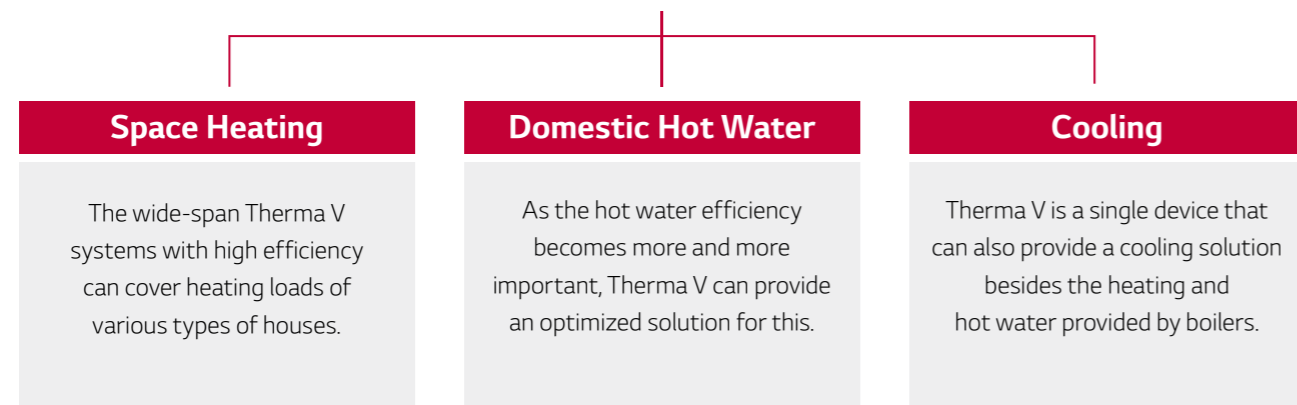 Space Heating
The wide-span Therma V
systems with high efficiency
can cover heating loads of
various types of houses.
Domestic Hot Water
As the hot water efficiency
becomes more and more
important, Therma V can provide
an optimized solution for this.
Cooling
Therma V is a single device that
can also provide a cooling solution
besides the heating and
hot water provided by boilers.